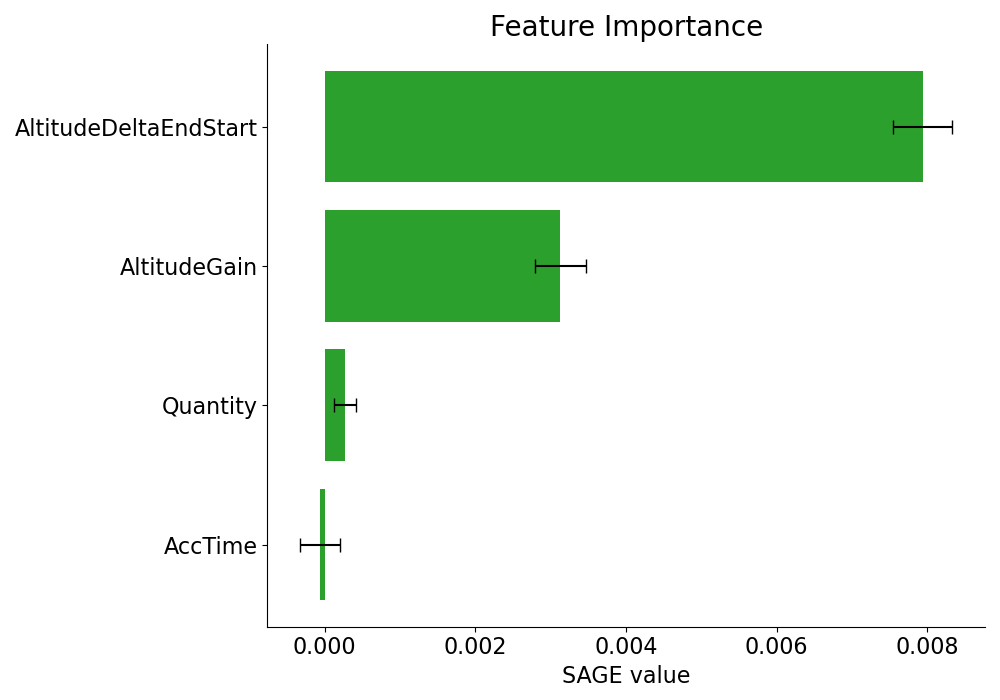 Feature Importance
AltitudeDeltaEndStart
AltitudeGain
Quantity
AccTime
0.000 0.002 0.004 0.006 0.008
SAGE value